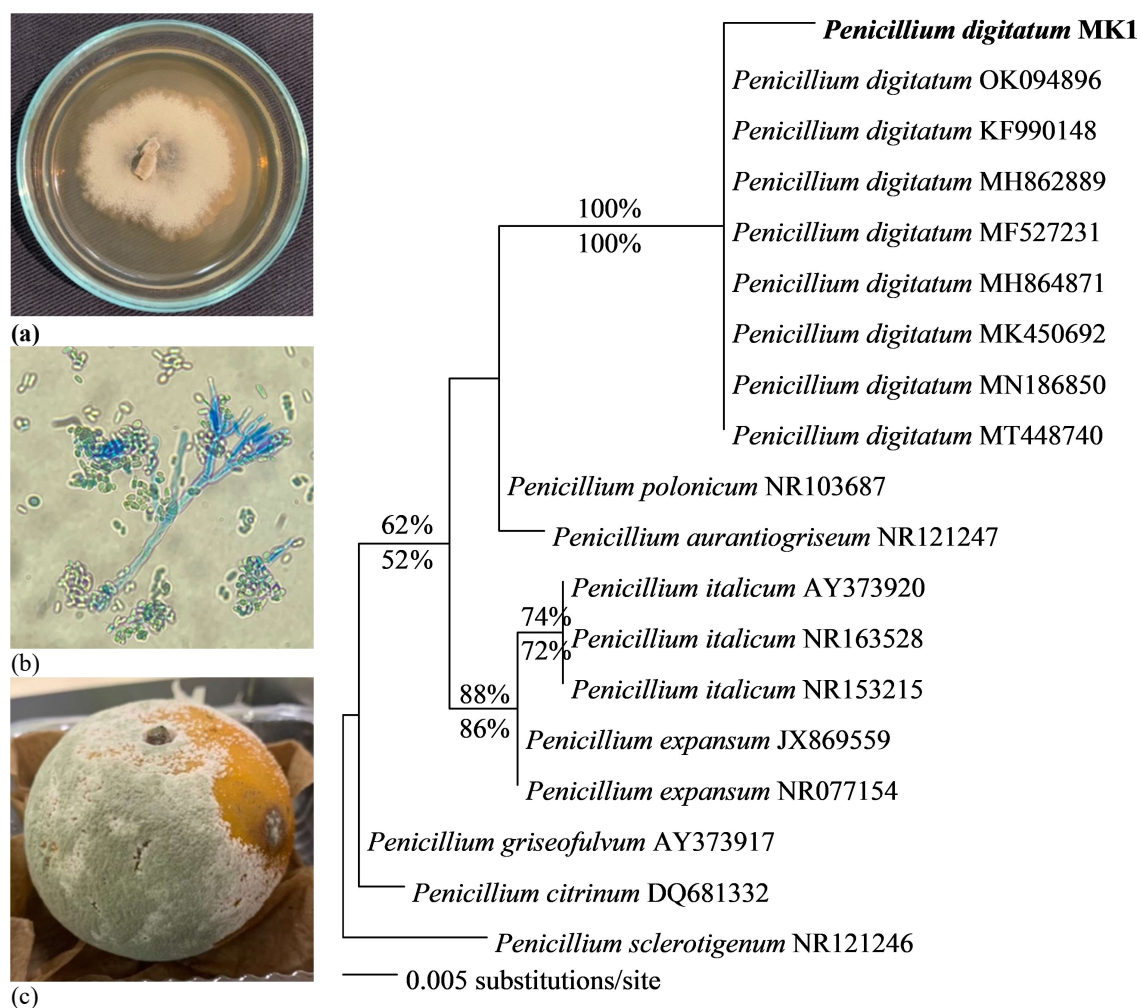 (a)
(b)
(c)
Penicillium digitatum MK1
Penicillium digitatum OK094896
Penicillium digitatum KF990148
Penicillium digitatum MH862889
100%
100%
Penicillium digitatum MF527231
Penicillium digitatum MH864871
Penicillium digitatum MK450692
Penicillium digitatum MN186850
Penicillium digitatum MT448740
Penicillium polonicum NR103687
62%
52%
Penicillium aurantiogriseum NR121247
Penicillium italicum AY373920
74%
72%
Penicillium italicum NR163528
Penicillium italicum NR153215
88%
86%
Penicillium expansum JX869559
Penicillium expansum NR077154
Penicillium griseofulvum AY373917
Penicillium citrinum DQ681332
Penicillium sclerotigenum NR121246
0.005 substitutions/site